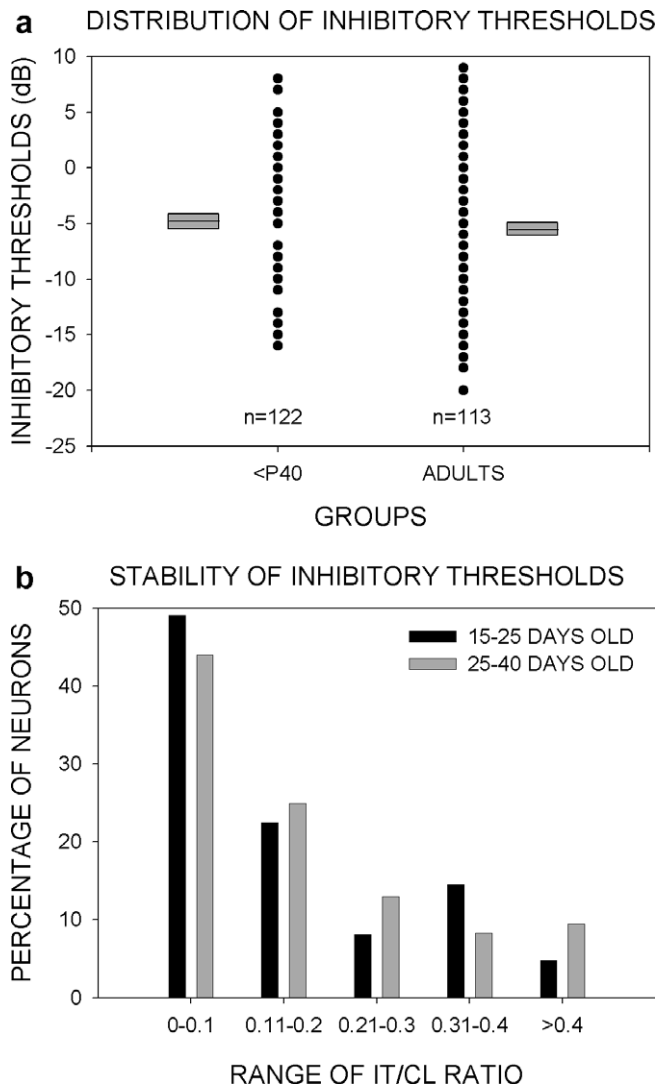 a DISTRIBUTION OF INHIBITORY THRESHOLDS
INHIBITORY THRESHOLDS (dB)
10
5
0
-5
-10
-15
-20
-25
n=122 n=113
<P40 ADULTS
GROUPS
b STABILITY OF INHIBITORY THRESHOLDS
PERCENTAGE OF NEURONS
50
40
30
20
10
0
15-25 DAYS OLD
25-40 DAYS OLD
0-0.1 0.11-0.2 0.21-0.3 0.31-0.4 >0.4
RANGE OF IT/CL RATIO